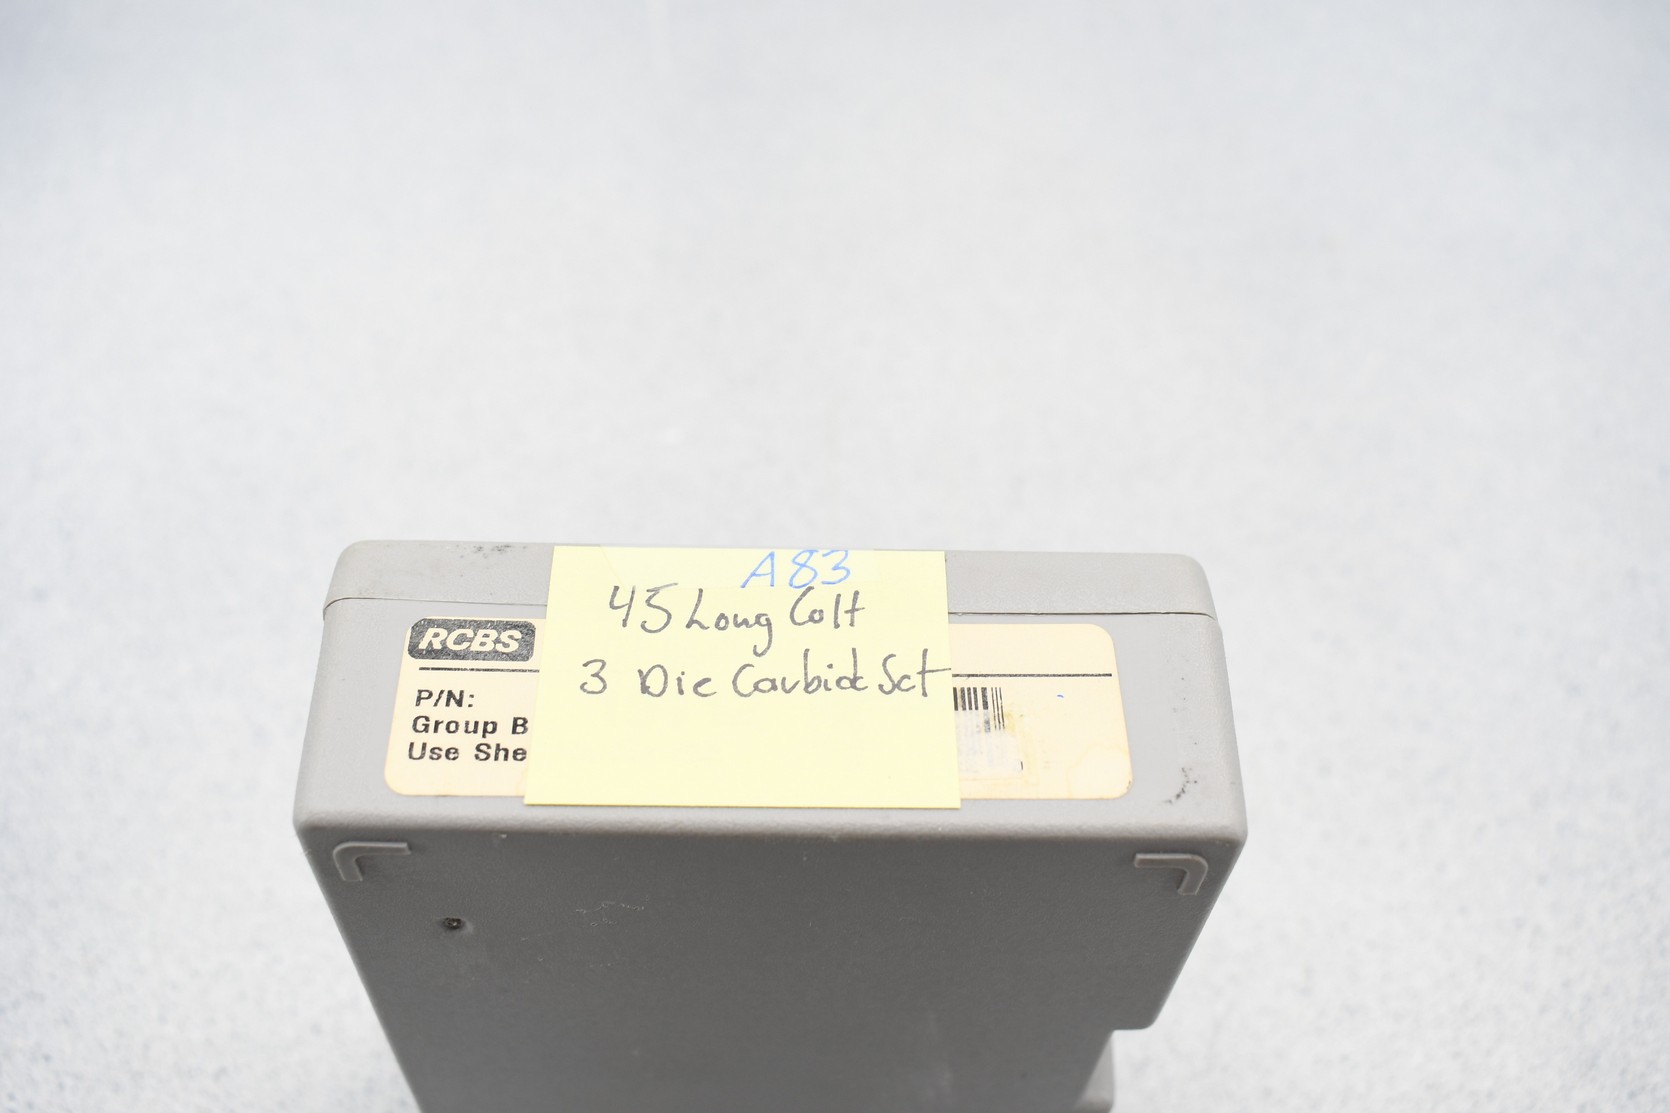 A83
45 Long Colt
3 Die Carbide Set
RCBS
P/N:
Group B
Use She